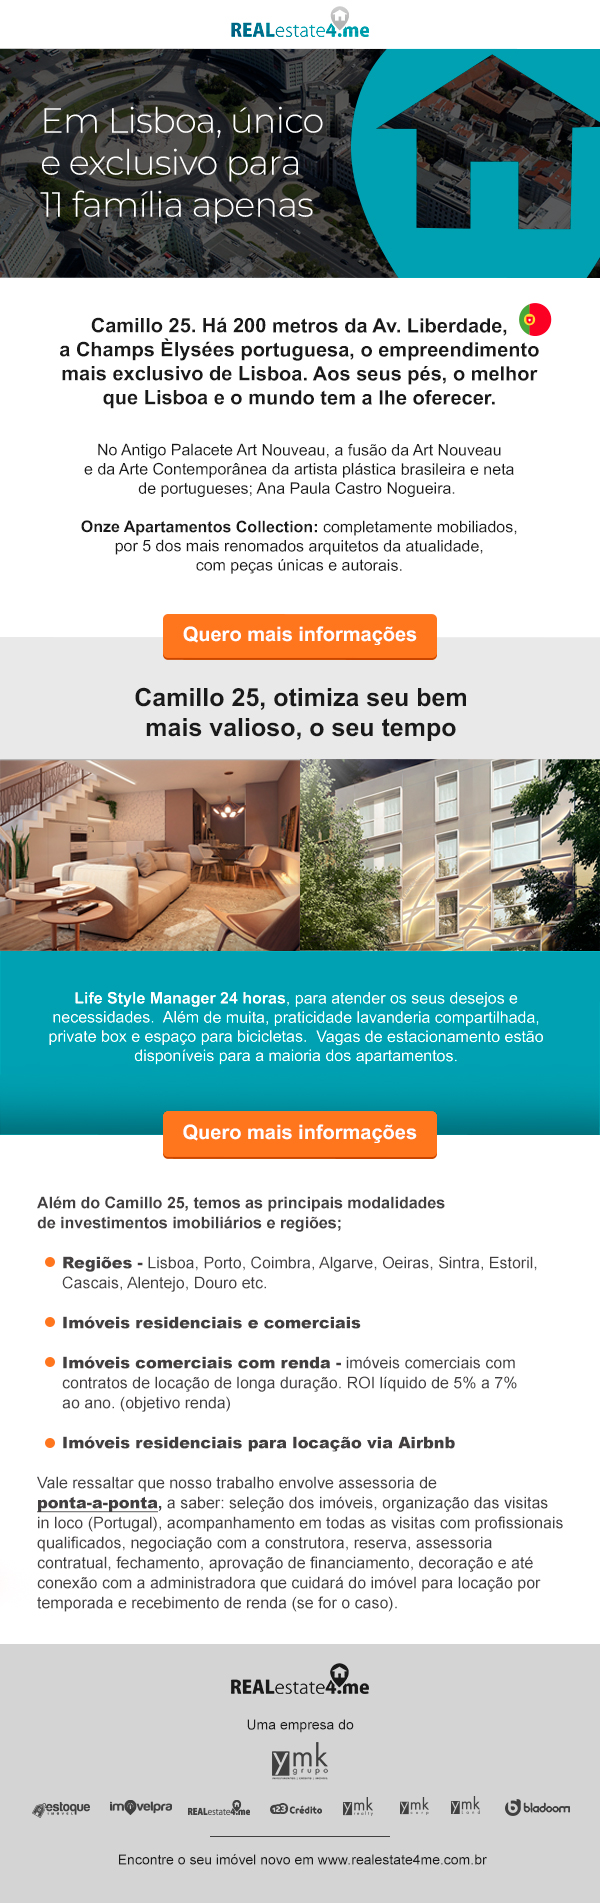 REALestate4.me
Em Lisboa, único
e exclusivo para
11 família apenas
Camillo 25. Há 200 metros da Av. Liberdade,
a Champs Èlysées portuguesa, o empreendimento
mais exclusivo de Lisboa. Aos seus pés, o melhor
que Lisboa e o mundo tem a lhe oferecer.
No Antigo Palacete Art Nouveau, a fusão da Art Nouveau
e da Arte Contemporânea da artista plástica brasileira e neta
de portugueses; Ana Paula Castro Nogueira.
Onze Apartamentos Collection: completamente mobiliados,
por 5 dos mais renomados arquitetos da atualidade,
com peças únicas e autorais.
Quero mais informações
Camillo 25, otimiza seu bem
mais valioso, o seu tempo
Life Style Manager 24 horas, para atender os seus desejos e
necessidades. Além de muita, praticidade lavanderia compartilhada,
private box e espaço para bicicletas. Vagas de estacionamento estão
disponíveis para a maioria dos apartamentos.
Quero mais informações
Além do Camillo 25, temos as principais modalidades
de investimentos imobiliários e regiões;
Regiões - Lisboa, Porto, Coimbra, Algarve, Oeiras, Sintra, Estoril,
Cascais, Alentejo, Douro etc.
Imóveis residenciais e comerciais
Imóveis comerciais com renda - imóveis comerciais com
contratos de locação de longa duração. ROI líquido de 5% a 7%
ao ano. (objetivo renda)
Imóveis residenciais para locação via Airbnb
Vale ressaltar que nosso trabalho envolve assessoria de
ponta-a-ponta, a saber: seleção dos imóveis, organização das visitas
in loco (Portugal), acompanhamento em todas as visitas com profissionais
qualificados, negociação com a construtora, reserva, assessoria
contratual, fechamento, aprovação de financiamento, decoração e até
conexão com a administradora que cuidará do imóvel para locação por
temporada e recebimento de renda (se for o caso).
REALestate4.me
Uma empresa do
ymk
grupo
estoque imovelpra REALestate4.me 123Crédito ymk ymk ymk bladoom
Encontre o seu imóvel novo em www.realestate4me.com.br